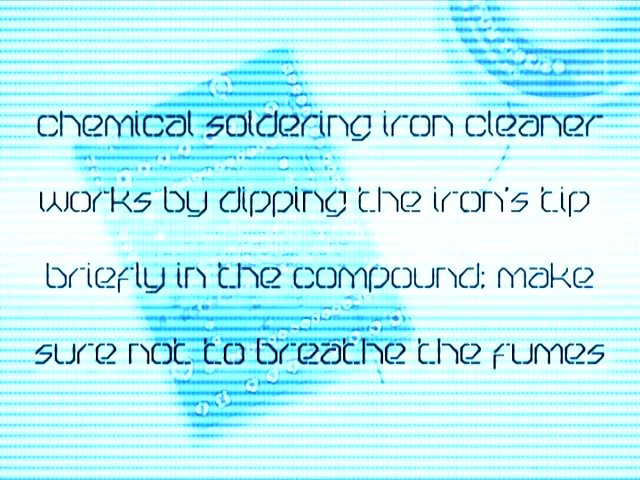 chemical soldering iron cleaner
works by dipping the iron's tip
briefly in the compound; make
sure not to breathe the fumes